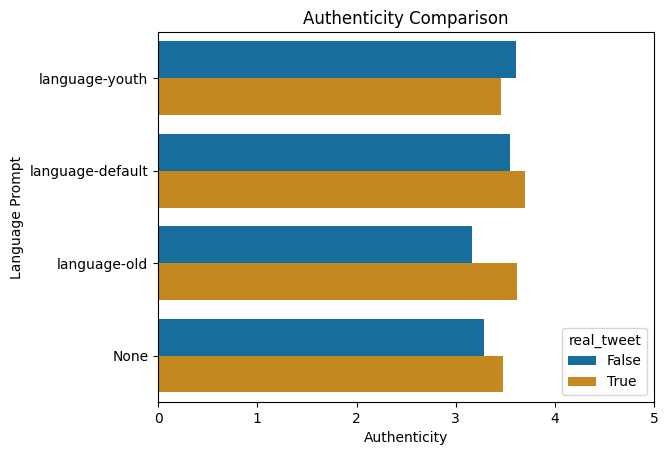 Authenticity Comparison
Language Prompt
language-youth
language-default
language-old
None
real_tweet
False
True
0 1 2 3 4 5
Authenticity